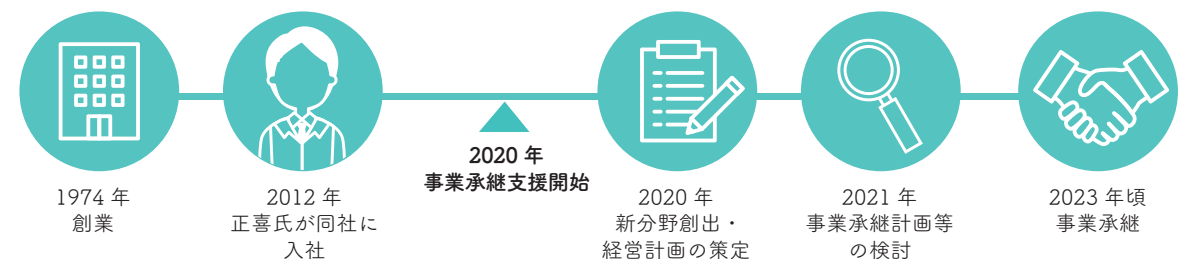 1974 年
創業
2012 年
正喜氏が同社に
入社
2020 年
事業承継支援開始
2020 年
新分野創出・
経営計画の策定
2021 年
事業承継計画等
の検討
2023 年頃
事業承継